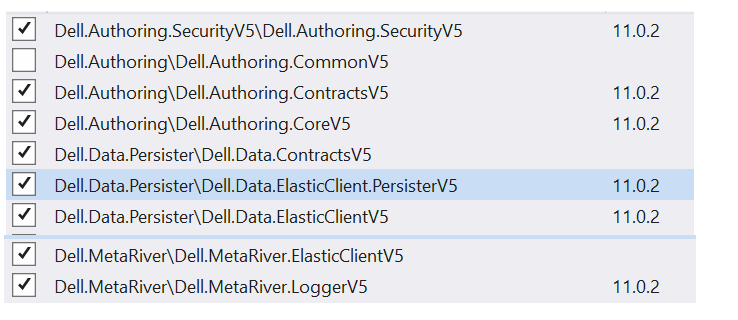 Dell.Authoring.SecurityV5\Dell.Authoring.SecurityV5 11.0.2
Dell.Authoring\Dell.Authoring.CommonV5
Dell.Authoring\Dell.Authoring.ContractsV5 11.0.2
Dell.Authoring\Dell.Authoring.CoreV5 11.0.2
Dell.Data.Persister\Dell.Data.ContractsV5
Dell.Data.Persister\Dell.Data.ElasticClient.PersisterV5 11.0.2
Dell.Data.Persister\Dell.Data.ElasticClientV5 11.0.2
Dell.MetaRiver\Dell.MetaRiver.ElasticClientV5
Dell.MetaRiver\Dell.MetaRiver.LoggerV5 11.0.2